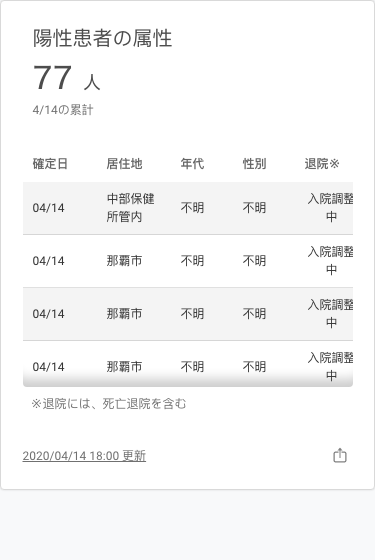 陽性患者の属性
77 人
4/14の累計
確定日 居住地 年代 性別 退院※
04/14 中部保健所管内 不明 不明 入院調整中
04/14 那覇市 不明 不明 入院調整中
04/14 那覇市 不明 不明 入院調整中
04/14 那覇市 不明 不明 入院調整中
※退院には、死亡退院を含む
2020/04/14 18:00 更新